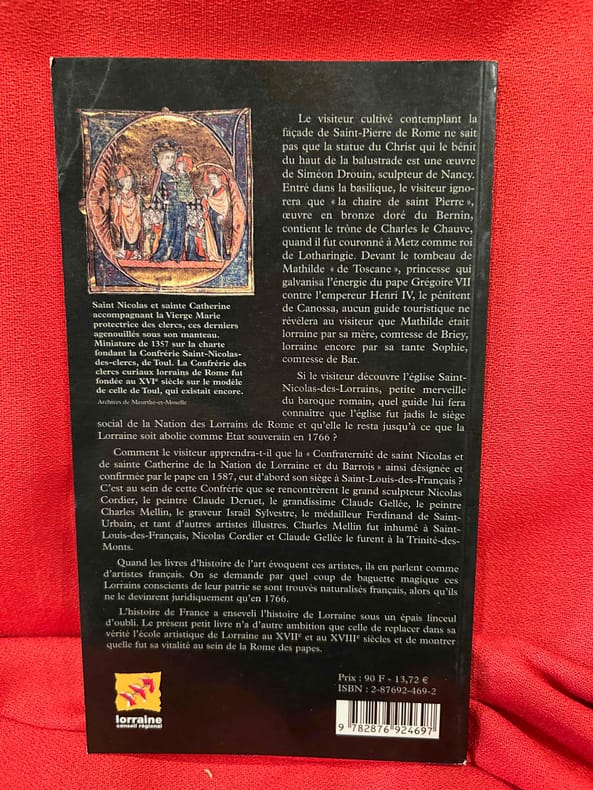 Le visiteur cultivé contemplant la
façade de Saint-Pierre de Rome ne sait
pas que la statue du Christ qui le bénit
du haut de la balustrade est une œuvre
de Siméon Drouin, sculpteur de Nancy.
Entré dans la basilique, le visiteur igno-
rera que « la chaire de saint Pierre »,
œuvre en bronze doré du Bernin,
contient le trône de Charles le Chauve,
quand il fut couronné à Metz comme roi
de Lotharingie. Devant le tombeau de
Mathilde « de Toscane », princesse qui
galvanisa l'énergie du pape Grégoire VII
contre l'empereur Henri IV, le pénitent
de Canossa, aucun guide touristique ne
révélera au visiteur que Mathilde était
lorraine par sa mère, comtesse de Briey,
lorraine encore par sa tante Sophie,
comtesse de Bar.
Saint Nicolas et sainte Catherine
accompagnant la Vierge Marie
protectrice des clercs, ces derniers
agenouillés sous son manteau.
Miniature de 1357 sur la charte
fondant la Confrérie Saint-Nicolas-
des-clercs, de Toul. La Confrérie des
clercs curiaux lorrains de Rome fut
fondée au XVIe siècle sur le modèle
de celle de Toul, qui existait encore.
Archives de Meurthe-et-Moselle
Si le visiteur découvre l'église Saint-
Nicolas-des-Lorrains, petite merveille
du baroque romain, quel guide lui fera
connaître que l'église fut jadis le siège
social de la Nation des Lorrains de Rome et qu'elle le resta jusqu'à ce que la
Lorraine soit abolie comme Etat souverain en 1766 ?
Comment le visiteur apprendra-t-il que la « Confraternité de saint Nicolas et
de sainte Catherine de la Nation de Lorraine et du Barrois » ainsi désignée et
confirmée par le pape en 1587, eut d'abord son siège à Saint-Louis-des-Français ?
C'est au sein de cette Confrérie que se rencontrèrent le grand sculpteur Nicolas
Cordier, le peintre Claude Deruet, le grandissime Claude Gellée, le peintre
Charles Mellin, le graveur Israël Sylvestre, le médailleur Ferdinand de Saint-
Urbain, et tant d'autres artistes illustres. Charles Mellin fut inhumé à Saint-
Louis-des-Français, Nicolas Cordier et Claude Gellée le furent à la Trinité-des-
Monts.
Quand les livres d'histoire de l'art évoquent ces artistes, ils en parlent comme
d'artistes français. On se demande par quel coup de baguette magique ces
Lorrains conscients de leur patrie se sont trouvés naturalisés français, alors qu'ils
ne le devinrent juridiquement qu'en 1766.
L'histoire de France a enseveli l'histoire de Lorraine sous un épais linceul
d'oubli. Le présent petit livre n'a d'autre ambition que celle de replacer dans sa
vérité l'école artistique de Lorraine au XVIIe et au XVIIIe siècles et de montrer
quelle fut sa vitalité au sein de la Rome des papes.
Prix : 90 F - 13,72 €
ISBN : 2-87692-469-2
9 782876 924697
lorraine
conseil régional